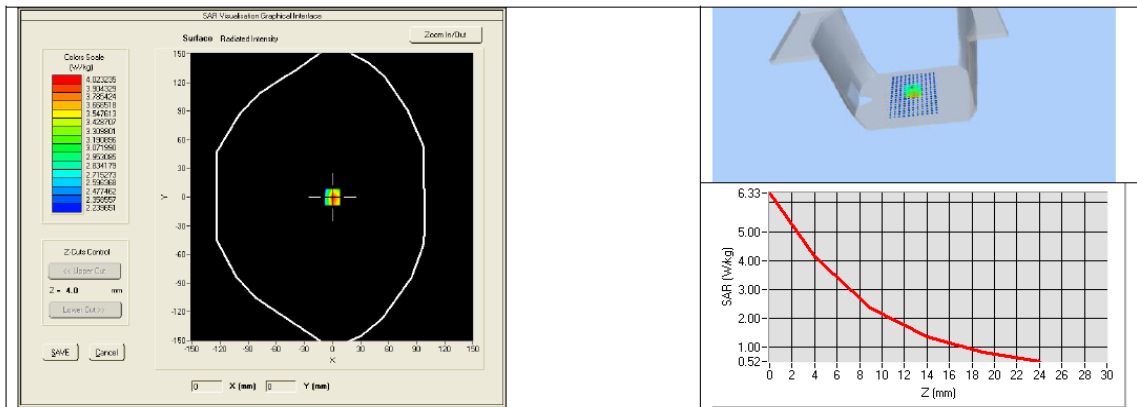 SAR Visualisation Graphical Interface
Surface Radiated Intensity
Zoom In/Out
Colors Scale
(W/kg)
4.023235
3.904329
3.785424
3.666518
3.547613
3.428707
3.309801
3.190896
3.071990
2.953085
2.834179
2.715273
2.596368
2.477462
2.358557
2.239651
150
120
90
60
30
0
-30
-60
-90
-120
-150
Y
-150 -120 -90 -60 -30 0 30 60 90 120 150
X
Z-Cuts Control
<< Upper Cut
Z = 4.0 mm
Lower Cut >>
SAVE Cancel
0 X (mm) 0 Y (mm)
6.33
5.00
4.00
3.00
2.00
1.00
0.52
SAR (W/kg)
0 2 4 6 8 10 12 14 16 18 20 22 24 26 28 30
Z (mm)